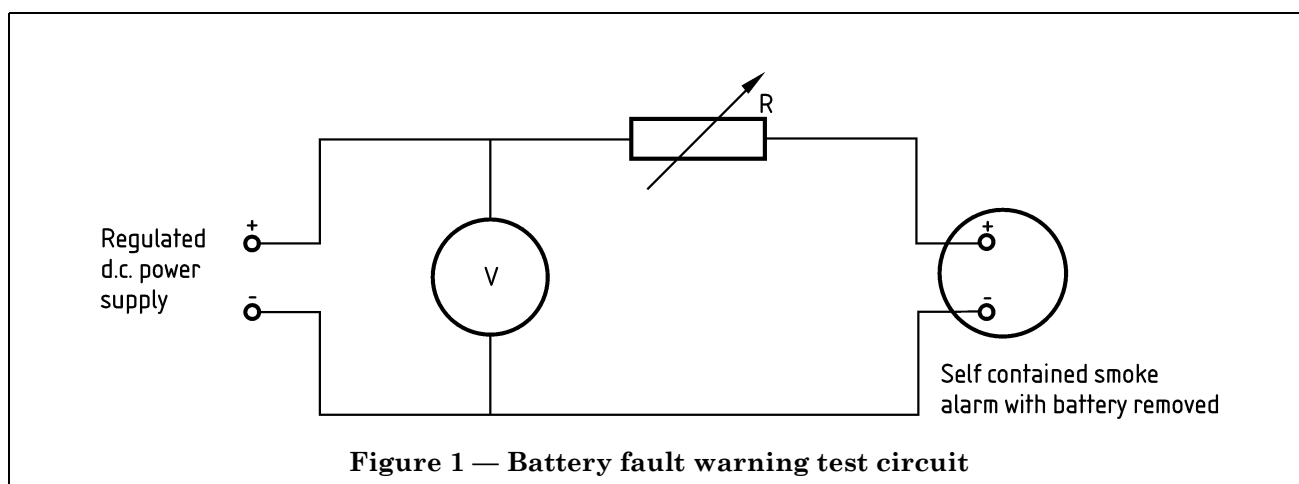 R
+
Regulated
d.c. power
supply
-
V
+
-
Self contained smoke
alarm with battery removed
Figure 1 — Battery fault warning test circuit